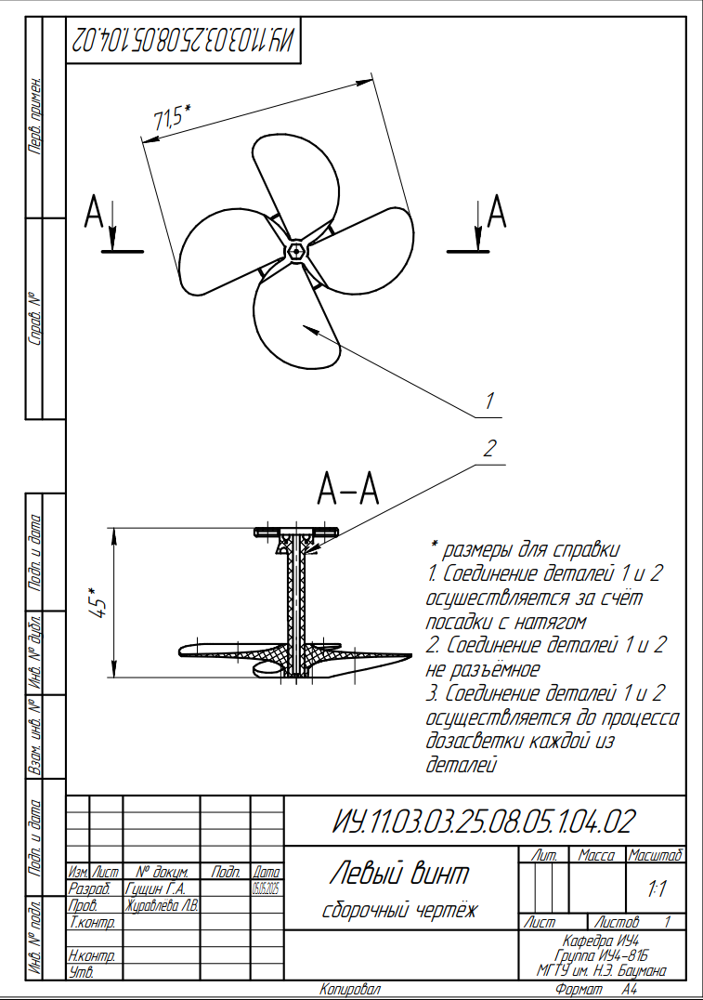 ИУ.11.03.03.25.08.05.1.04.02
Перв. примен.
Справ. №
Подп. и дата
Инв. № дубл.
Взам. инв. №
Подп. и дата
Инв. № подл.
71,5*
А
А
1
2
А-А
45*
* размеры для справки
1. Соединение деталей 1 и 2
осушествляется за счёт
посадки с натягом
2. Соединение деталей 1 и 2
не разъёмное
3. Соединение деталей 1 и 2
осуществляется до процесса
дозасветки каждой из
деталей
ИУ.11.03.03.25.08.05.1.04.02
Изм. Лист № докум. Подп. Дата
Разраб. Гущин Г.А. 05.05.2025
Пров. Журавлёва Л.В.
Т.контр.
Н.контр.
Утв.
Левый винт
сборочный чертёж
Лит. Масса Масштаб
1:1
Лист Листов 1
Кафедра ИУ4
Группа ИУ4-81Б
МГТУ им. Н.Э. Баумана
Копировал Формат А4